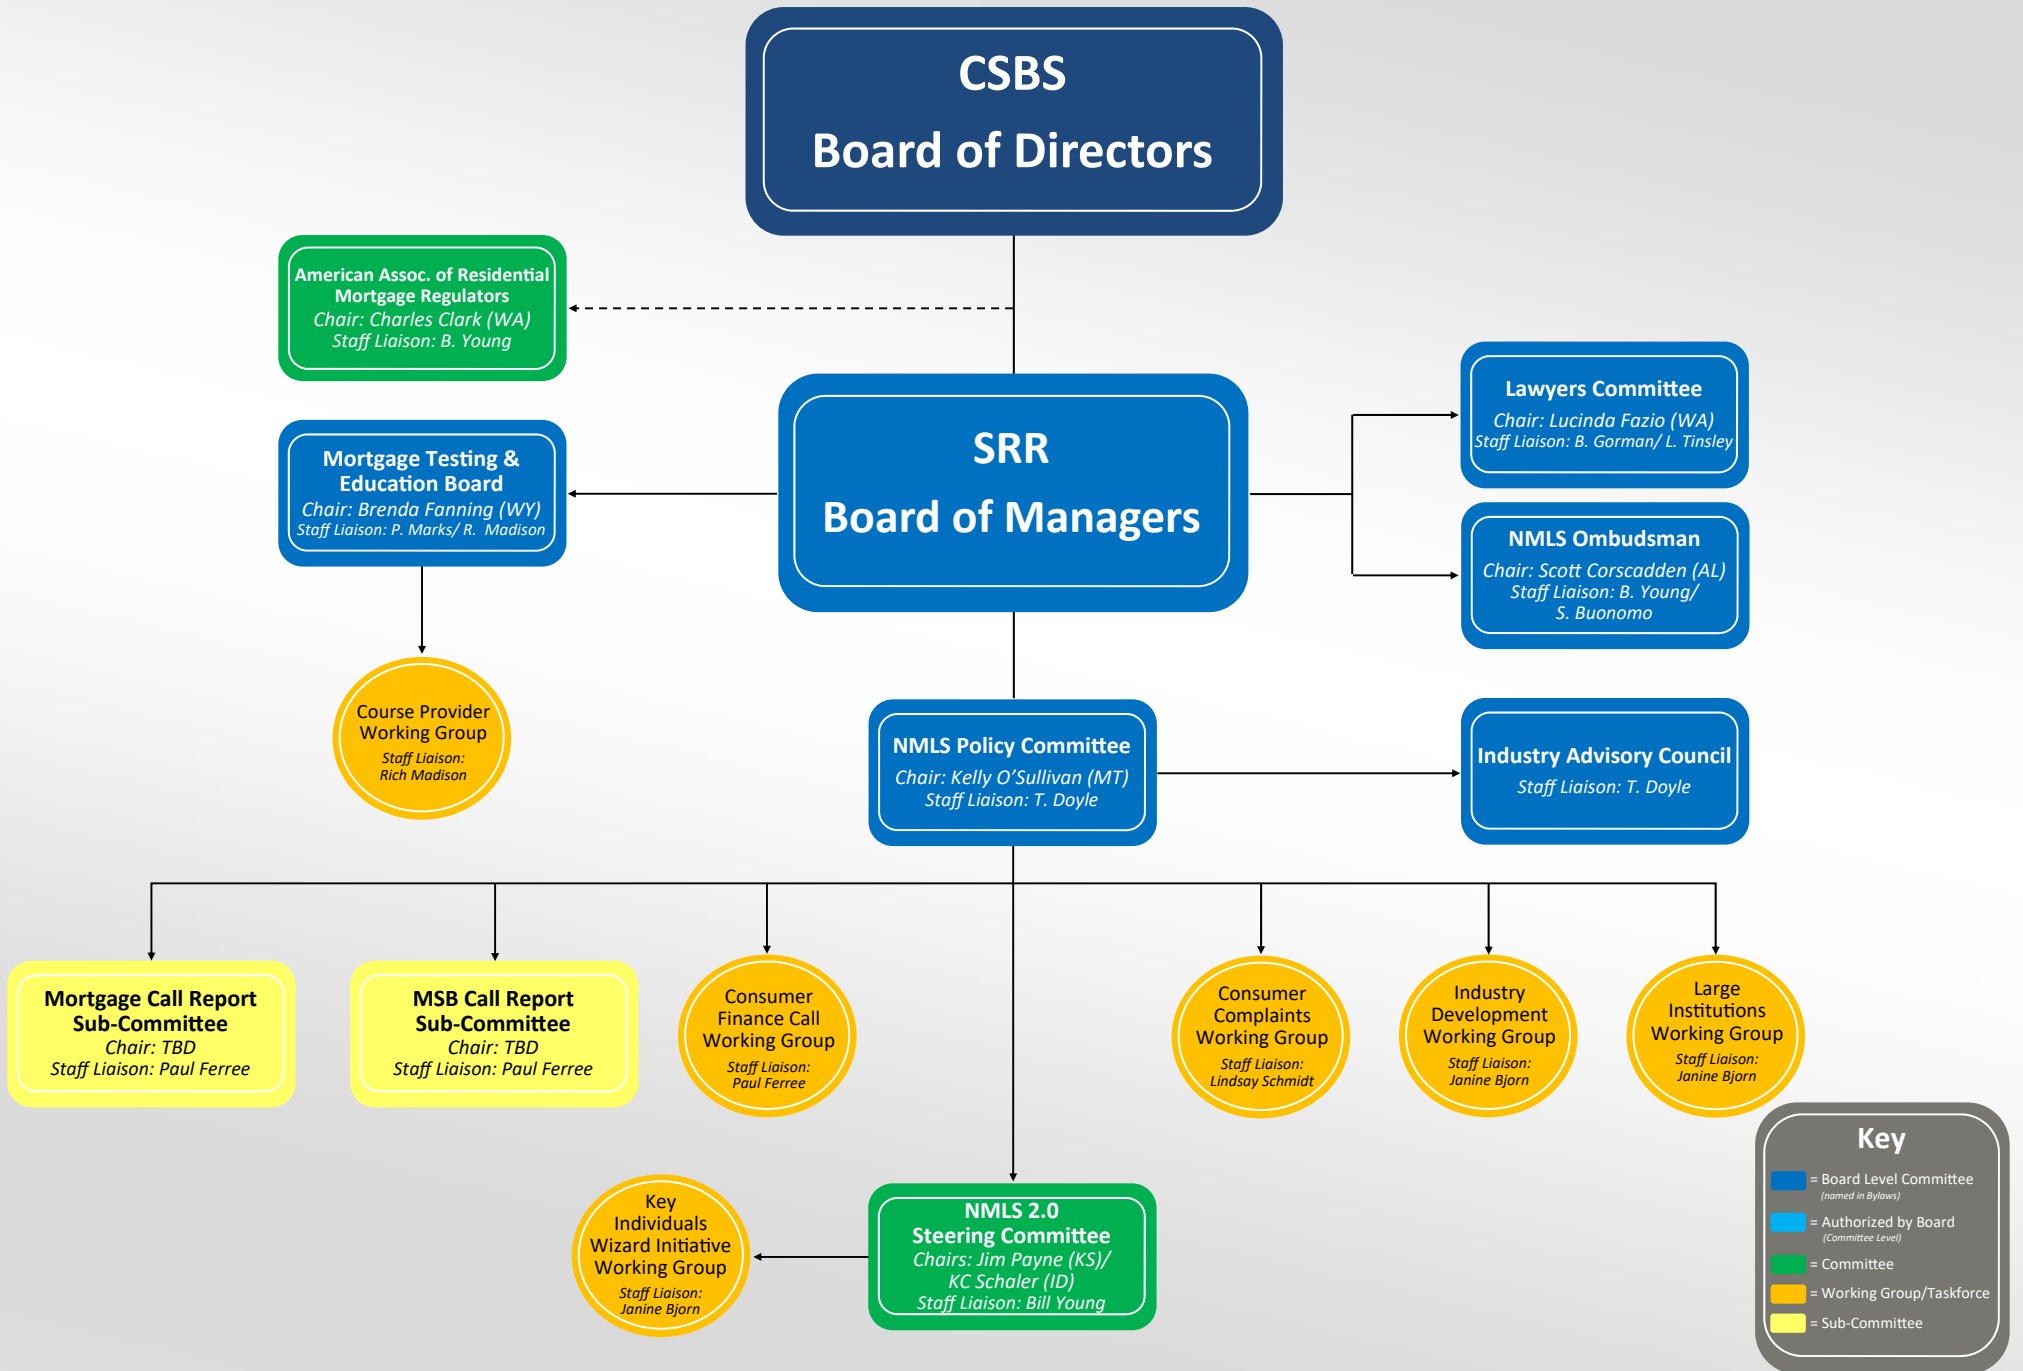 CSBS
Board of Directors
American Assoc. of Residential
Mortgage Regulators
Chair: Charles Clark (WA)
Staff Liaison: B. Young
Lawyers Committee
Chair: Lucinda Fazio (WA)
Staff Liaison: B. Gorman/ L. Tinsley
Mortgage Testing &
Education Board
Chair: Brenda Fanning (WY)
Staff Liaison: P. Marks/ R. Madison
SRR
Board of Managers
NMLS Ombudsman
Chair: Scott Corscadden (AL)
Staff Liaison: B. Young/
S. Buonomo
Course Provider
Working Group
Staff Liaison:
Rich Madison
NMLS Policy Committee
Chair: Kelly O’Sullivan (MT)
Staff Liaison: T. Doyle
Industry Advisory Council
Staff Liaison: T. Doyle
Mortgage Call Report
Sub-Committee
Chair: TBD
Staff Liaison: Paul Ferree
MSB Call Report
Sub-Committee
Chair: TBD
Staff Liaison: Paul Ferree
Consumer
Finance Call
Working Group
Staff Liaison:
Paul Ferree
Consumer
Complaints
Working Group
Staff Liaison:
Lindsay Schmidt
Industry
Development
Working Group
Staff Liaison:
Janine Bjorn
Large
Institutions
Working Group
Staff Liaison:
Janine Bjorn
Key
Individuals
Wizard Initiative
Working Group
Staff Liaison:
Janine Bjorn
NMLS 2.0
Steering Committee
Chairs: Jim Payne (KS)/
KC Schaler (ID)
Staff Liaison: Bill Young
Key
= Board Level Committee
(named in Bylaws)
= Authorized by Board
(Committee Level)
= Committee
= Working Group/Taskforce
= Sub-Committee